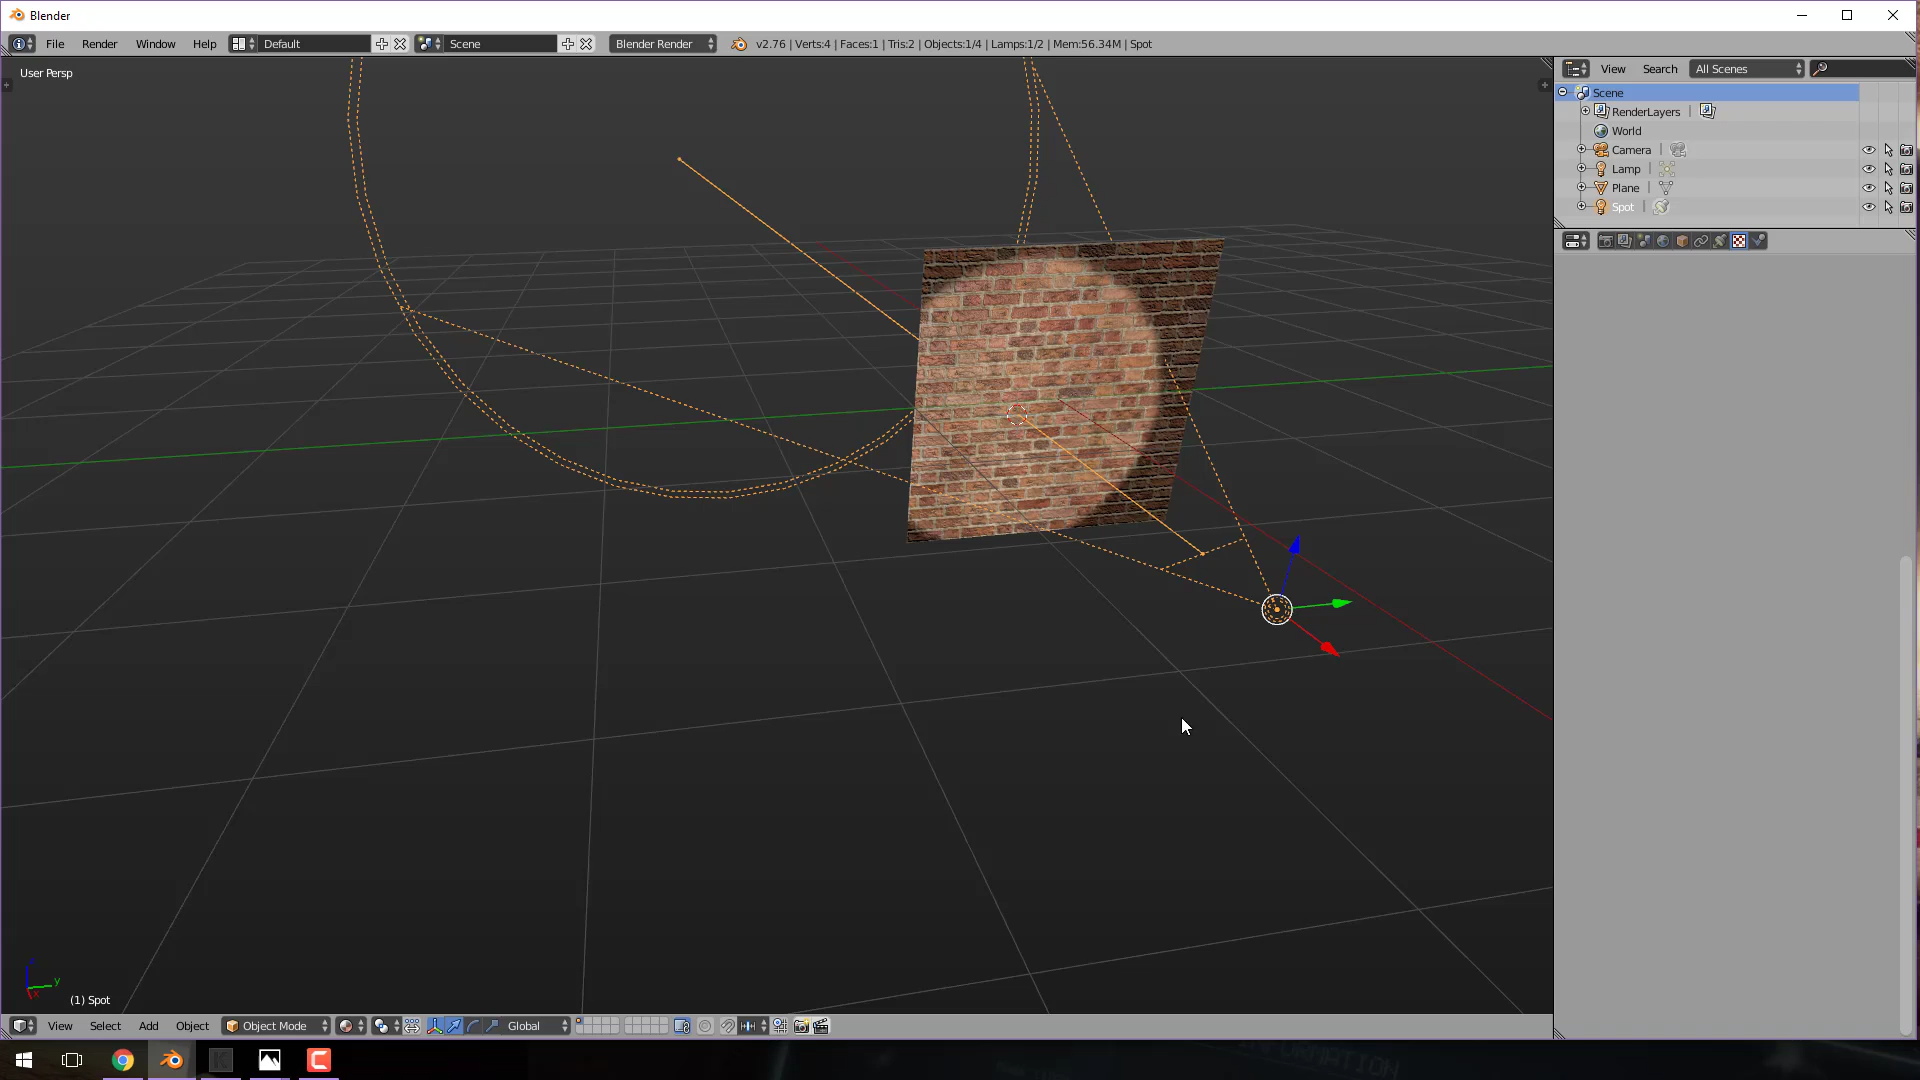 Blender
File Render Window Help Default Scene Blender Render v2.76 | Verts:4 | Faces:1 | Tris:2 | Objects:1/4 | Lamps:1/2 | Mem:56.34M | Spot
User Persp
View Search All Scenes
Scene
RenderLayers
World
Camera
Lamp
Plane
Spot
y
x
(1) Spot
View Select Add Object Object Mode Global